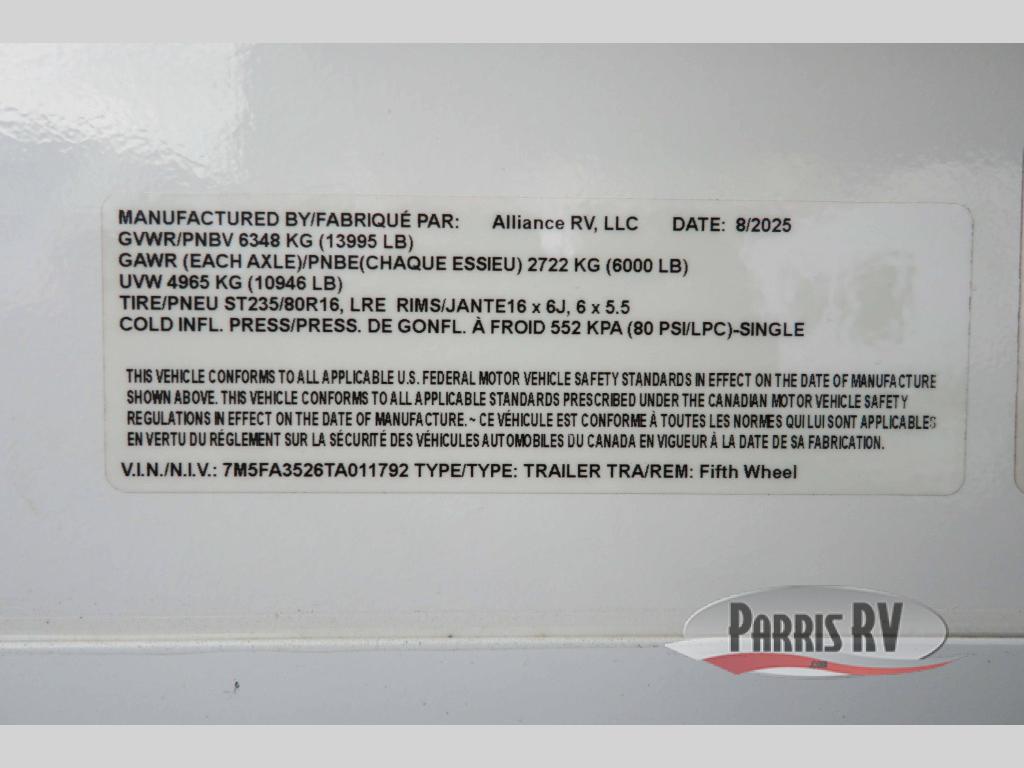 MANUFACTURED BY/FABRIQUÉ PAR: Alliance RV, LLC DATE: 8/2025
GVWR/PNBV 6348 KG (13995 LB)
GAWR (EACH AXLE)/PNBE(CHAQUE ESSIEU) 2722 KG (6000 LB)
UVW 4965 KG (10946 LB)
TIRE/PNEU ST235/80R16, LRE RIMS/JANTE16 x 6J, 6 x 5.5
COLD INFL. PRESS/PRESS. DE GONFL. À FROID 552 KPA (80 PSI/LPC)-SINGLE
THIS VEHICLE CONFORMS TO ALL APPLICABLE U.S. FEDERAL MOTOR VEHICLE SAFETY STANDARDS IN EFFECT ON THE DATE OF MANUFACTURE
SHOWN ABOVE. THIS VEHICLE CONFORMS TO ALL APPLICABLE STANDARDS PRESCRIBED UNDER THE CANADIAN MOTOR VEHICLE SAFETY
REGULATIONS IN EFFECT ON THE DATE OF MANUFACTURE. ~ CE VÉHICULE EST CONFORME À TOUTES LES NORMES QUI LUI SONT APPLICABLES
EN VERTU DU RÉGLEMENT SUR LA SÉCURITÉ DES VÉHICULES AUTOMOBILES DU CANADA EN VIGUEUR À LA DATE DE SA FABRICATION.
V.I.N./N.I.V.: 7M5FA3526TA011792 TYPE/TYPE: TRAILER TRA/REM: Fifth Wheel
PARRIS RV
.com